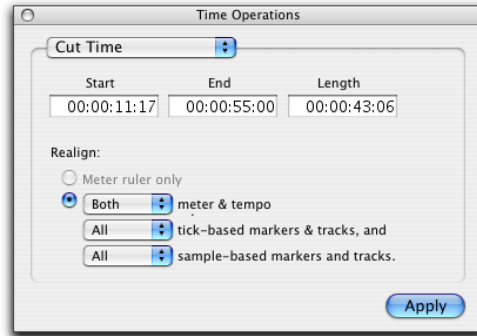 Time Operations
Cut Time
Start End Length
00:00:11:17 00:00:55:00 00:00:43:06
Realign:
Meter ruler only
Both meter & tempo
All tick-based markers & tracks, and
All sample-based markers and tracks.
Apply